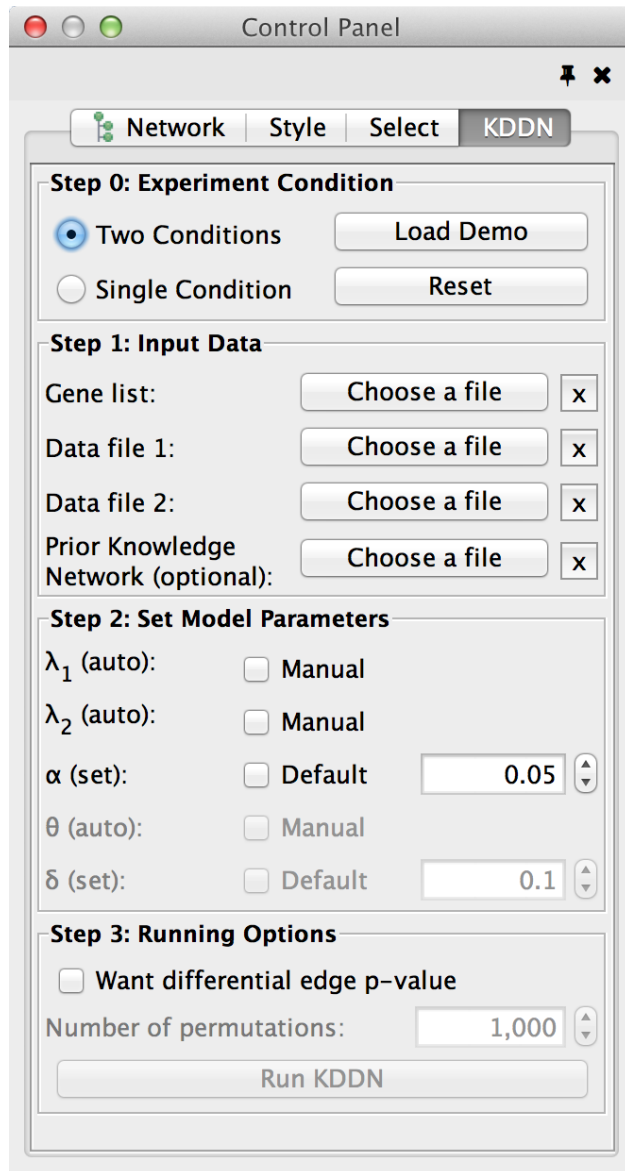 Control Panel
Network Style Select KDDN
Step 0: Experiment Condition
Two Conditions Load Demo
Single Condition Reset
Step 1: Input Data
Gene list: Choose a file x
Data file 1: Choose a file x
Data file 2: Choose a file x
Prior Knowledge
Network (optional): Choose a file x
Step 2: Set Model Parameters
λ1 (auto): Manual
λ2 (auto): Manual
α (set): Default 0.05
θ (auto): Manual
δ (set): Default 0.1
Step 3: Running Options
Want differential edge p-value
Number of permutations: 1,000
Run KDDN